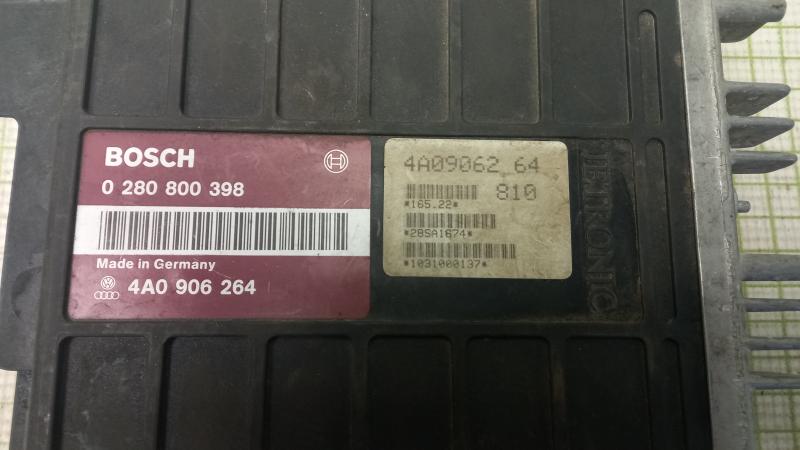 BOSCH
0 280 800 398
Made in Germany
4A0 906 264
4A09062 64
810
*165.22*
*28SA1674*
*1031000137*